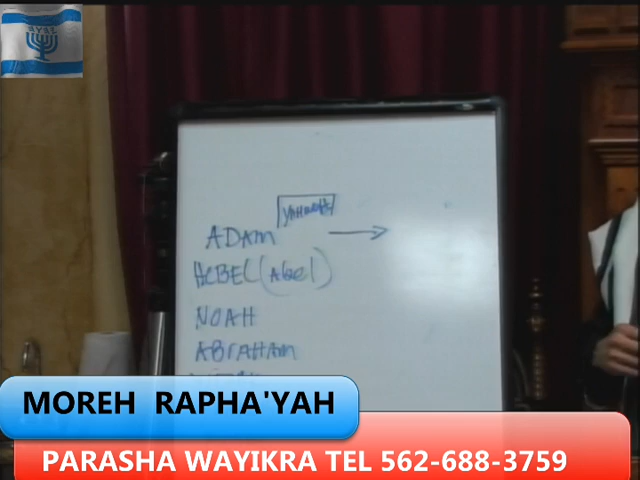 YAHWEH
ADAM
HEBEL (Abel)
NOAH
ABRAHAM
MOREH RAPHA'YAH
PARASHA WAYIKRA TEL 562-688-3759